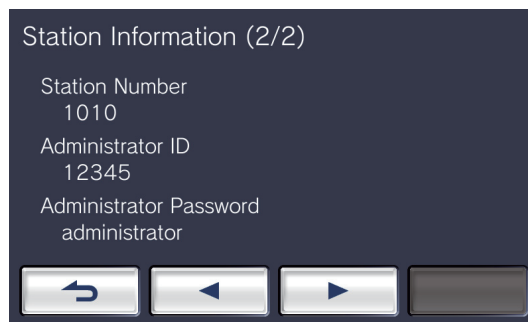 Station Information (2/2)
Station Number
1010
Administrator ID
12345
Administrator Password
administrator